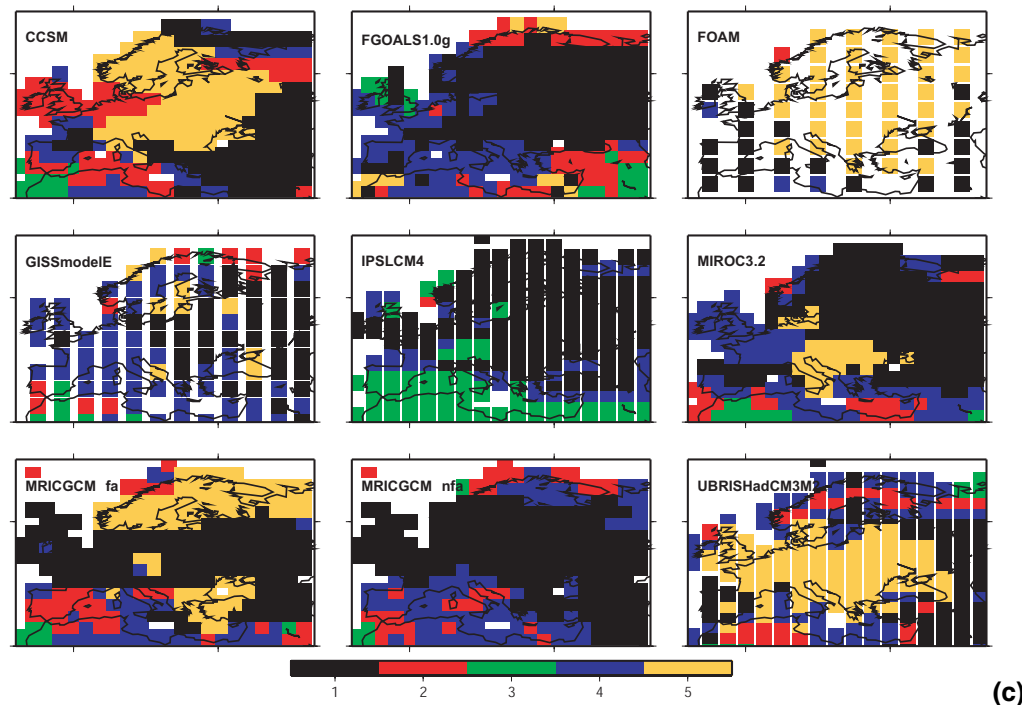 CCSM
FGOALS1.0g
FOAM
GISSmodelE
IPSLCM4
MIROC3.2
MRICGCM fa
MRICGCM nfa
UBRISHadCM3M2
1 2 3 4 5
(c)